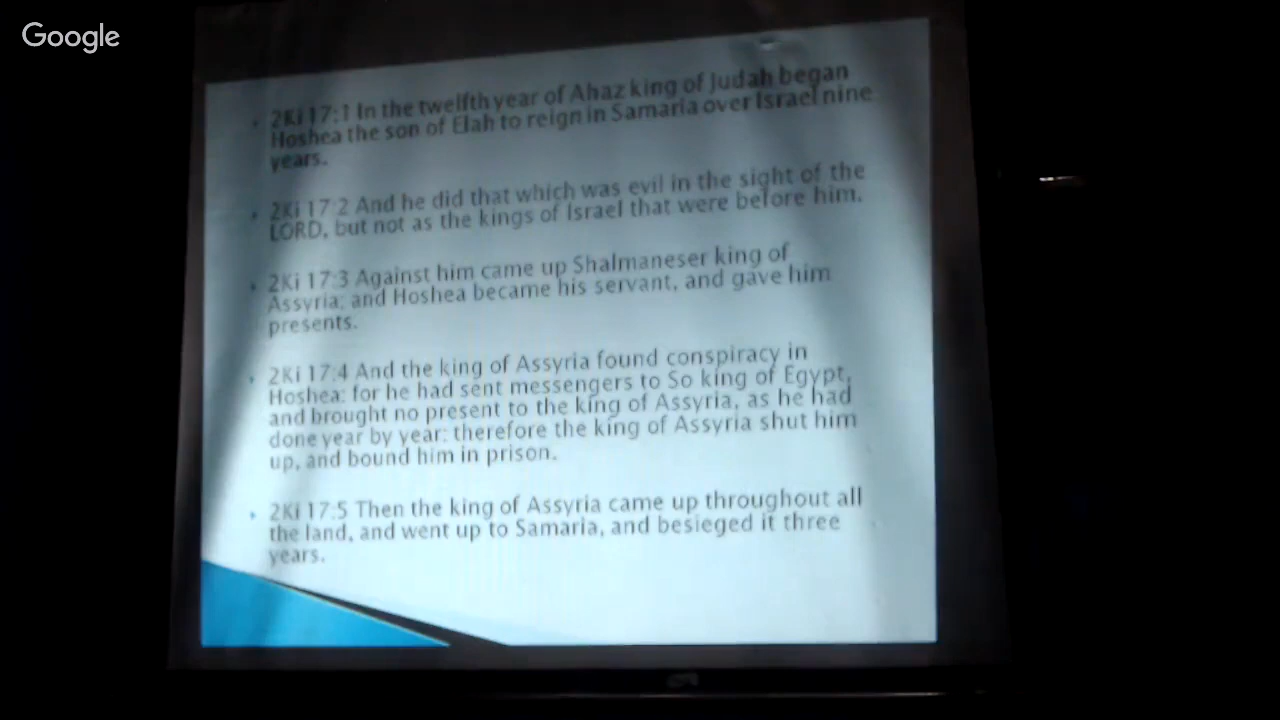 Google
2Ki 17:1 In the twelfth year of Ahaz king of Judah began
Hoshea the son of Elah to reign in Samaria over Israel nine
years.
2Ki 17:2 And he did that which was evil in the sight of the
LORD, but not as the kings of Israel that were before him.
2Ki 17:3 Against him came up Shalmaneser king of
Assyria; and Hoshea became his servant, and gave him
presents.
2Ki 17:4 And the king of Assyria found conspiracy in
Hoshea: for he had sent messengers to So king of Egypt,
and brought no present to the king of Assyria, as he had
done year by year: therefore the king of Assyria shut him
up, and bound him in prison.
2Ki 17:5 Then the king of Assyria came up throughout all
the land, and went up to Samaria, and besieged it three
years.